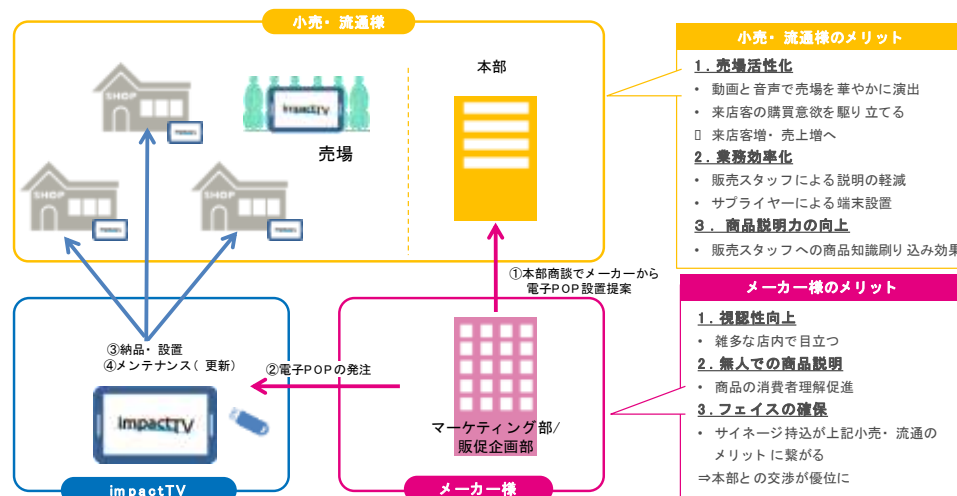 小売・流通様
本部
SHOP
impactTV
売場
SHOP
SHOP
①本部商談でメーカーから
電子POP設置提案
③納品・設置
④メンテナンス(更新)
②電子POPの発注
impactTV
マーケティング部/
販促企画部
impactTV
メーカー様
小売・流通様のメリット
1.売場活性化
• 動画と音声で売場を華やかに演出
• 来店客の購買意欲を駆り立てる
▯ 来店客増・売上増へ
2.業務効率化
• 販売スタッフによる説明の軽減
• サプライヤーによる端末設置
3.商品説明力の向上
• 販売スタッフへの商品知識刷り込み効果
メーカー様のメリット
1.視認性向上
• 雑多な店内で目立つ
2.無人での商品説明
• 商品の消費者理解促進
3.フェイスの確保
• サイネージ持込が上記小売・流通の
メリットに繋がる
⇒本部との交渉が優位に